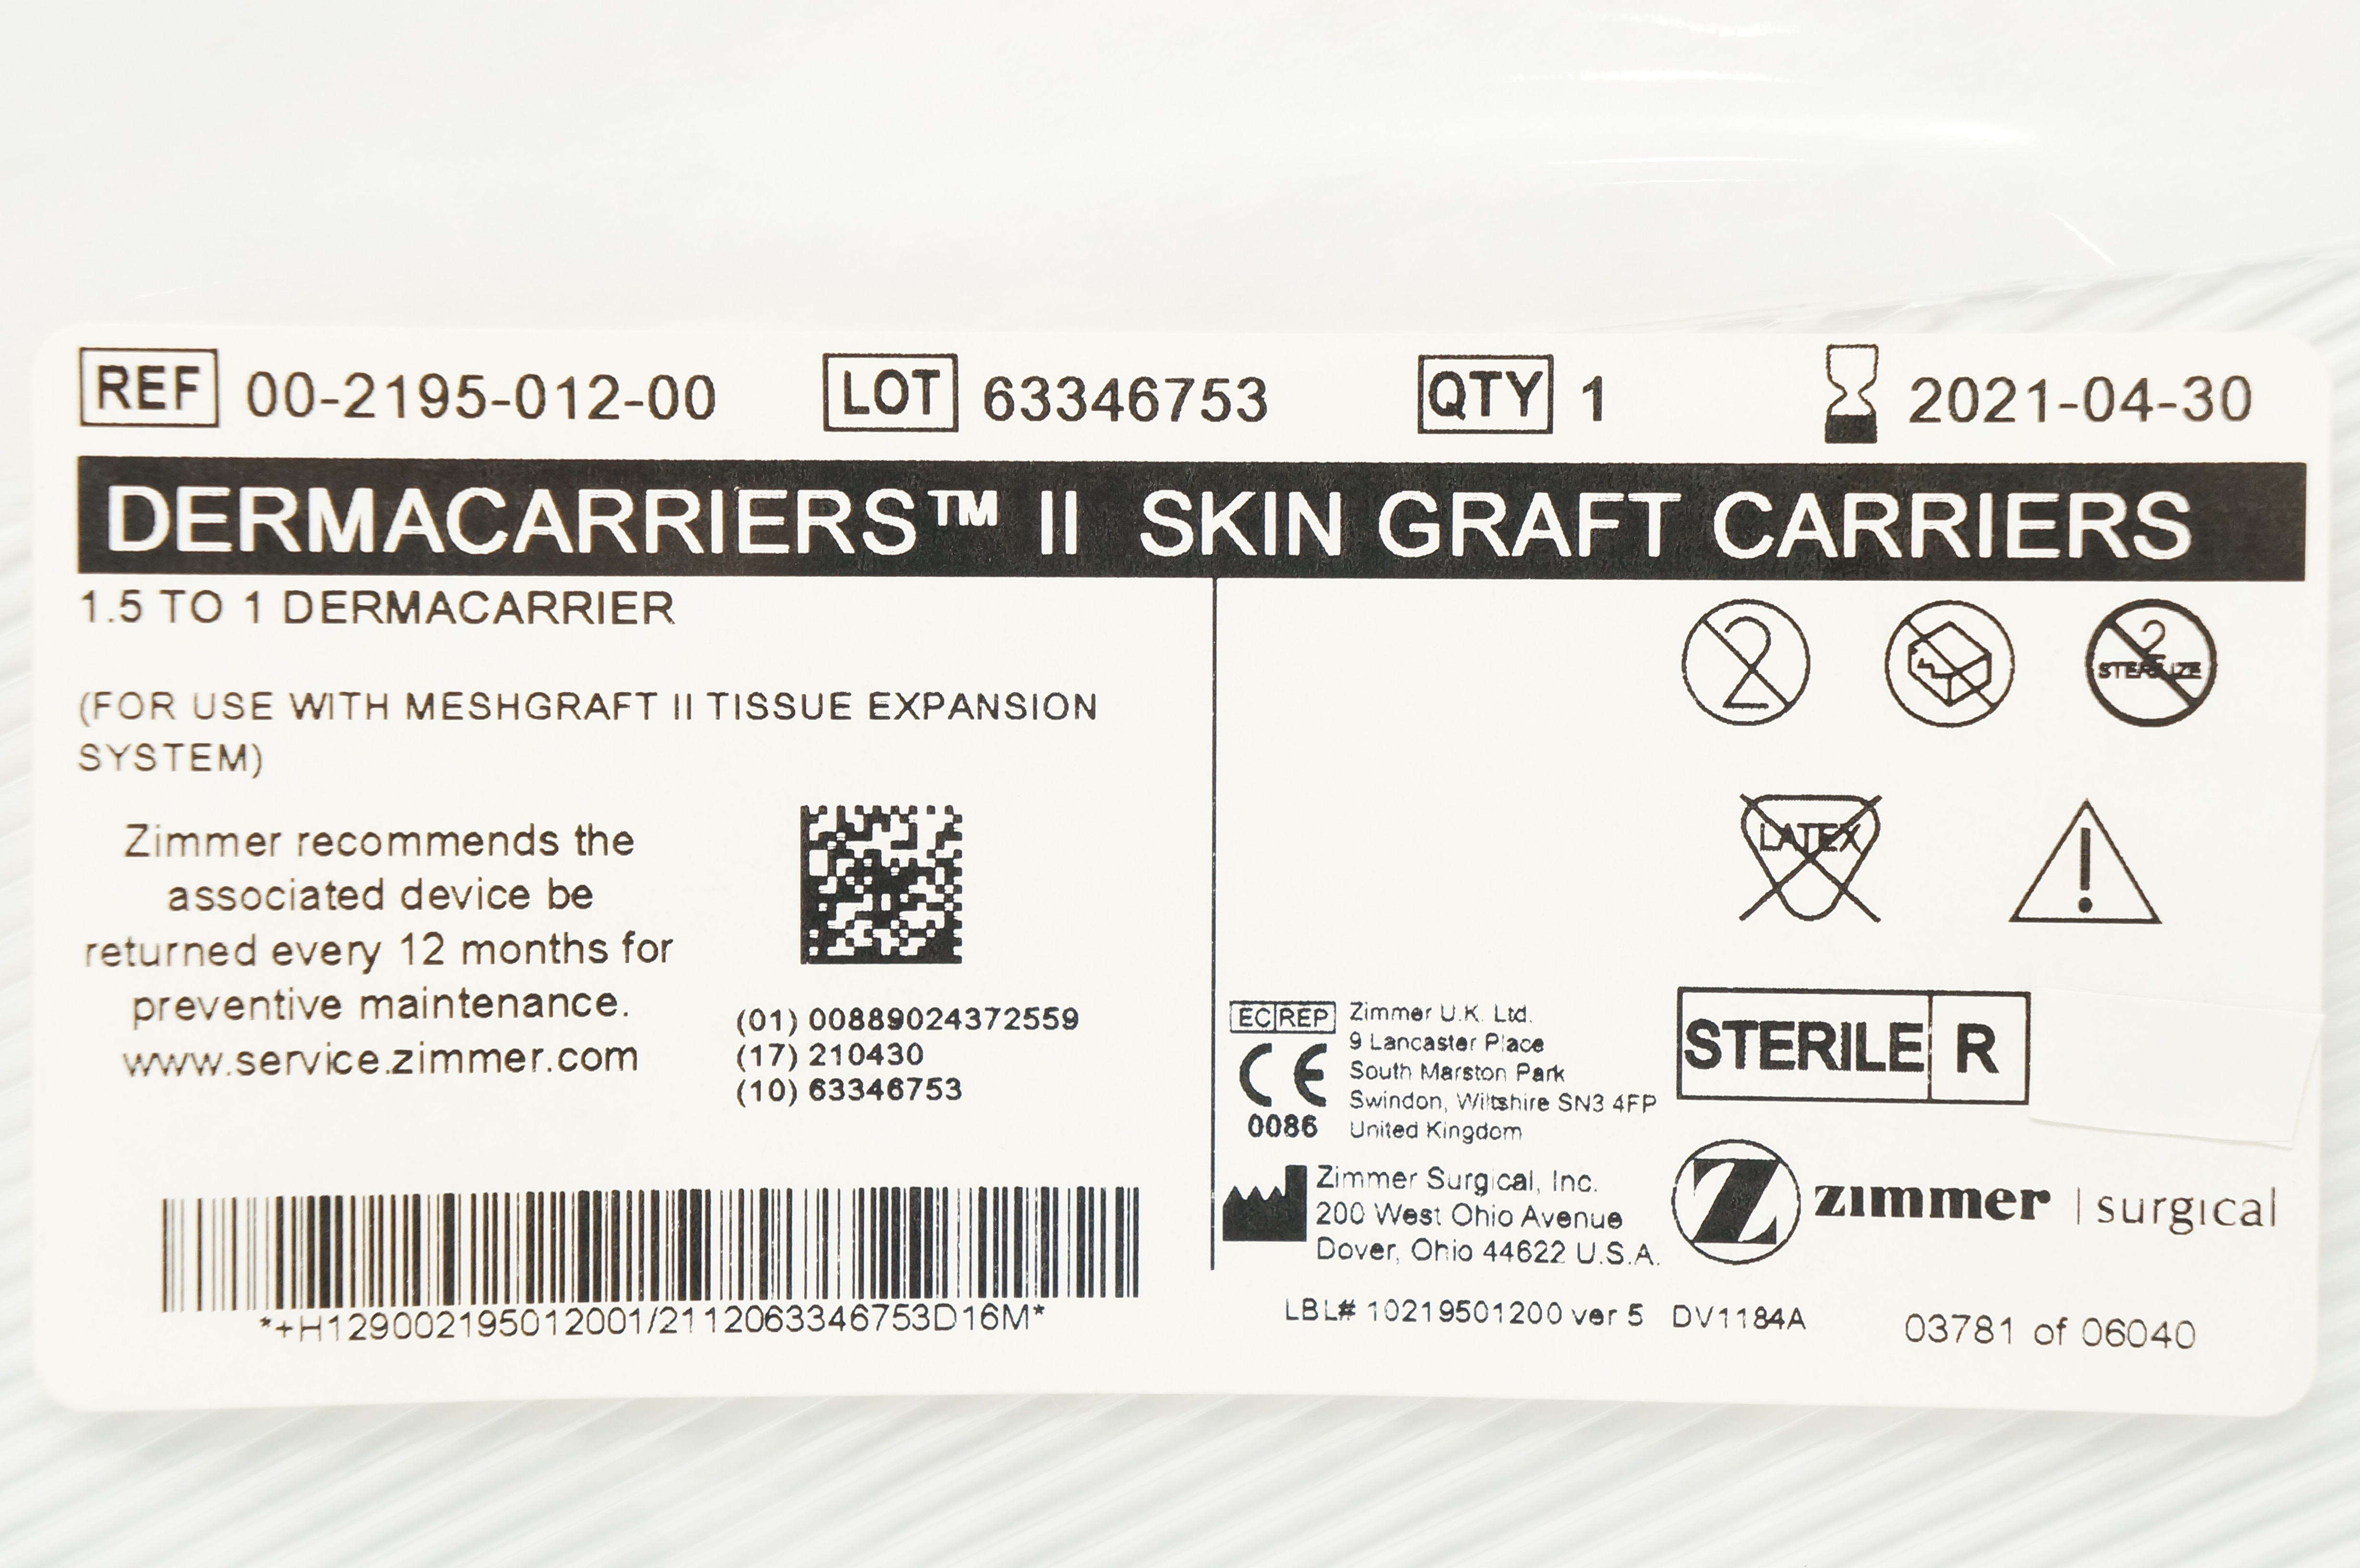 REF 00-2195-012-00 LOT 63346753 QTY 1 2021-04-30
DERMACARRIERS™ II SKIN GRAFT CARRIERS
1.5 TO 1 DERMACARRIER
(FOR USE WITH MESHGRAFT II TISSUE EXPANSION
SYSTEM)
Zimmer recommends the
associated device be
returned every 12 months for
preventive maintenance.
www.service.zimmer.com
(01) 00889024372559
(17) 210430
(10) 63346753
*+H129002195012001/2112063346753D16M*
2
2
STERILIZE
LATEX
!
EC REP Zimmer U.K. Ltd.
9 Lancaster Place
South Marston Park
Swindon, Wiltshire SN3 4FP
United Kingdom
CE
0086
STERILE R
Zimmer Surgical, Inc.
200 West Ohio Avenue
Dover, Ohio 44622 U.S.A.
Z zimmer | surgical
LBL# 10219501200 ver 5 DV1184A 03781 of 06040